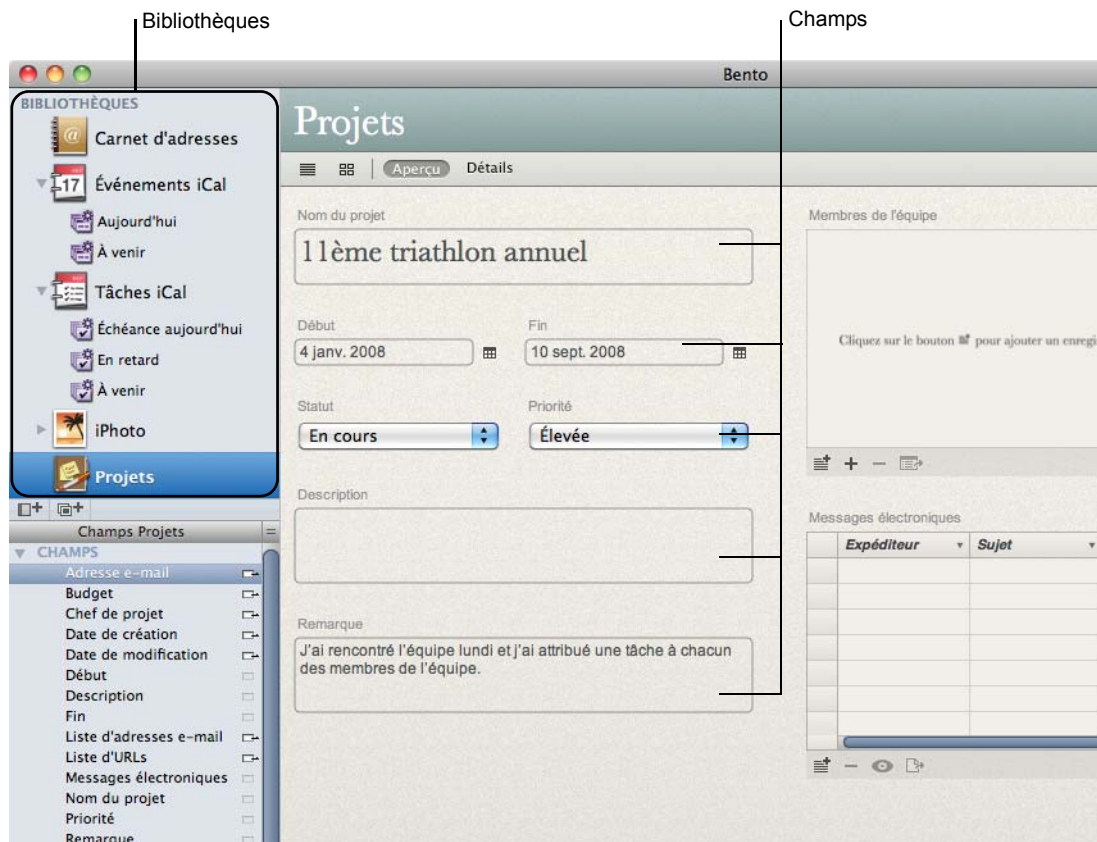 Bibliothèques
Champs
Bento
BIBLIOTHÈQUES
Carnet d'adresses
17
Événements iCal
Aujourd'hui
À venir
Tâches iCal
Échéance aujourd'hui
En retard
À venir
iPhoto
Projets
Champs Projets
CHAMPS
Adresse e-mail
Budget
Chef de projet
Date de création
Date de modification
Début
Description
Fin
Liste d'adresses e-mail
Liste d'URLs
Messages électroniques
Nom du projet
Priorité
Remarque
Projets
Aperçu Détails
Nom du projet
11ème triathlon annuel
Début Fin
4 janv. 2008 10 sept. 2008
Statut Priorité
En cours Élevée
Description
Remarque
J'ai rencontré l'équipe lundi et j'ai attribué une tâche à chacun
des membres de l'équipe.
Membres de l'équipe
Cliquez sur le bouton pour ajouter un enregi
Messages électroniques
Expéditeur Sujet